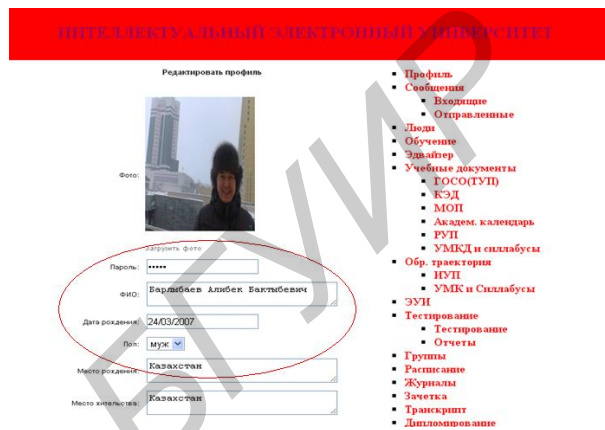 ИНТЕЛЛЕКТУАЛЬНЫЙ ЭЛЕКТРОННЫЙ УНИВЕРСИТЕТ
Редактировать профиль
Фото:
Загрузить фото
Пароль: •••••
ФИО: Барлыбаев Алибек Бактыбевич
Дата рождения: 24/03/2007
Пол: муж
Место рождения: Казахстан
Место жительства: Казахстан
Профиль
Сообщения
Входящие
Отправленные
Люди
Обучение
Эдвайпер
Учебные документы
ГОСО(ТУП)
КЭД
МОП
Академ. календарь
РУП
УМКД и силлабусы
Обр. траектория
ИУП
УМК и Силлабусы
ЭУИ
Тестирование
Тестирование
Отчеты
Группы
Расписание
Журналы
Зачетка
Транскрипт
Дипломирование
БГУИР